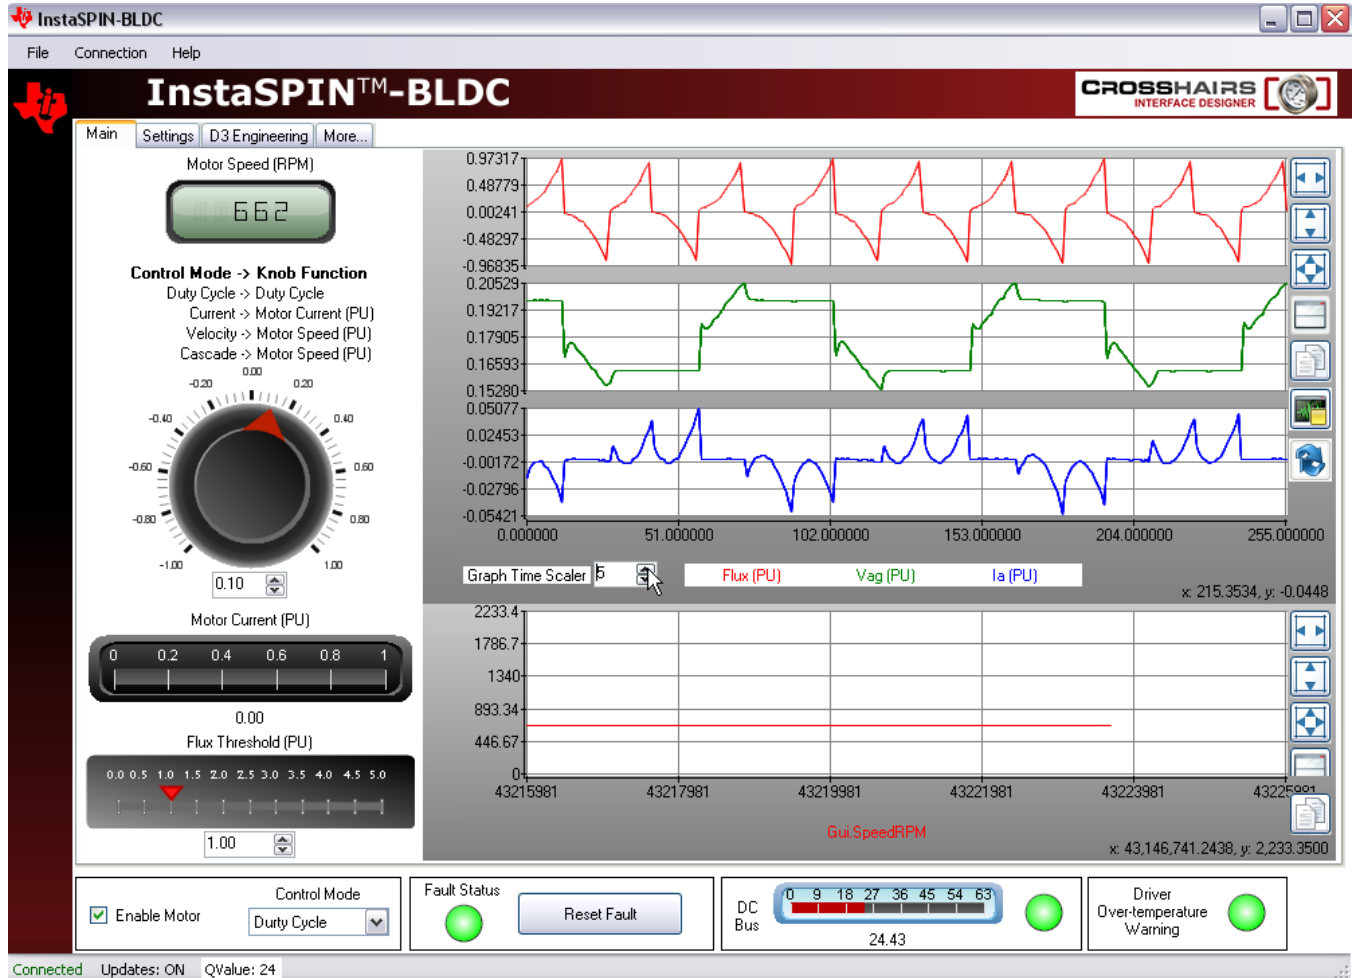 InstaSPIN-BLDC
File Connection Help
InstaSPIN™-BLDC
CROSSHAIRS
INTERFACE DESIGNER
Main Settings D3 Engineering More...
Motor Speed (RPM)
662
Control Mode -> Knob Function
Duty Cycle -> Duty Cycle
Current -> Motor Current (PU)
Velocity -> Motor Speed (PU)
Cascade -> Motor Speed (PU)
0.00
-0.20 0.20
-0.40 0.40
-0.60 0.60
-0.80 0.80
-1.00 1.00
0.10
Motor Current (PU)
0 0.2 0.4 0.6 0.8 1
0.00
Flux Threshold (PU)
0.0 0.5 1.0 1.5 2.0 2.5 3.0 3.5 4.0 4.5 5.0
1.00
0.97317
0.48779
0.00241
-0.48297
-0.96835
0.20529
0.19217
0.17905
0.16593
0.15280
0.05077
0.02453
-0.00172
-0.02796
-0.05421
0.000000 51.000000 102.000000 153.000000 204.000000 255.000000
Graph Time Scaler 5 Flux (PU) Vag (PU) Ia (PU)
x: 215.3534, y: -0.0448
2233.4
1786.7
1340
893.34
446.67
0
43215981 43217981 43219981 43221981 43223981 43225981
Gui.SpeedRPM
x: 43,146,741.2438, y: 2,233.3500
Enable Motor
Control Mode
Durty Cycle
Fault Status
Reset Fault
DC
Bus
0 9 18 27 36 45 54 63
24.43
Driver
Over-temperature
Warning
Connected Updates: ON QValue: 24